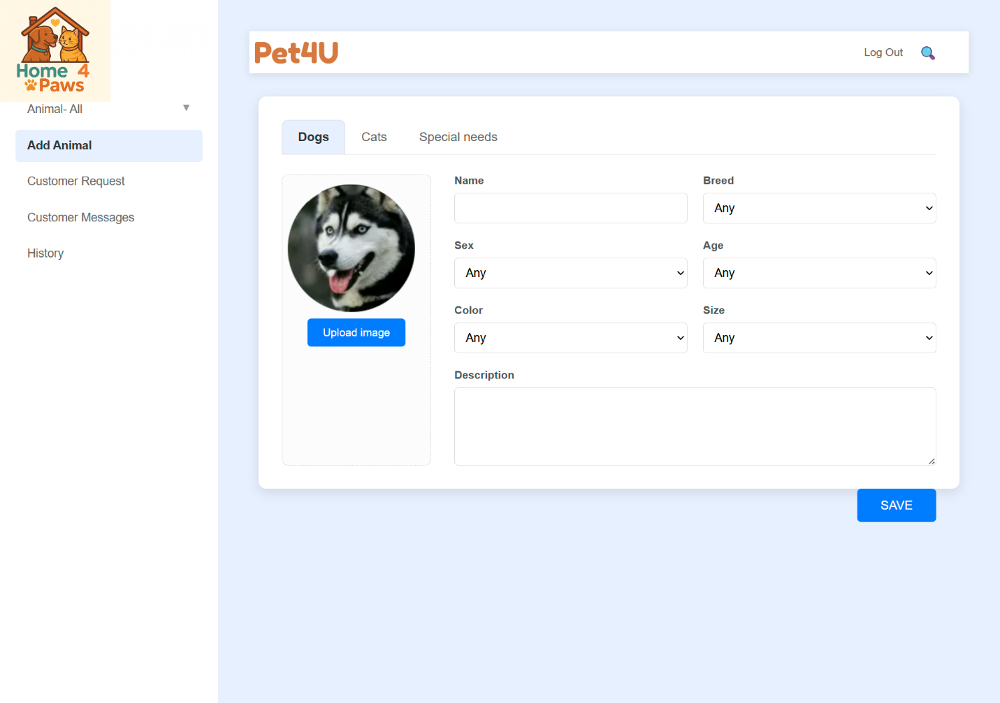 Home 4
Paws
Animal- All ▼
Add Animal
Customer Request
Customer Messages
History
Pet4U
Log Out
Dogs Cats Special needs
Upload image
Name Breed
Any
Sex Age
Any Any
Color Size
Any Any
Description
SAVE